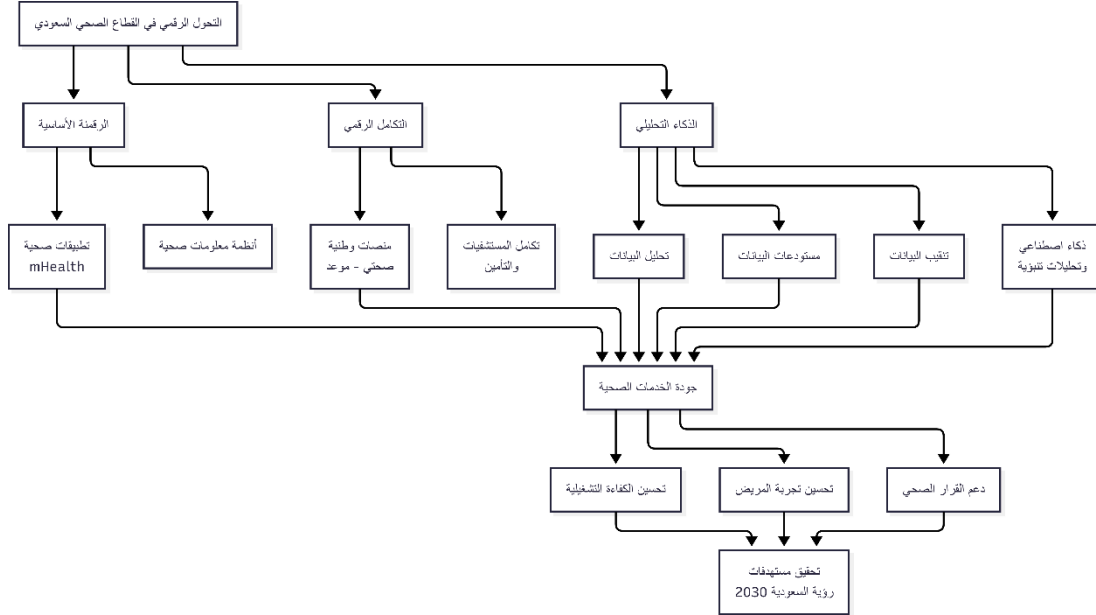 التحول الرقمي في القطاع الصحي السعودي
الرقمنة الأساسية
التكامل الرقمي
الذكاء التحليلي
تطبيقات صحية
mHealth
أنظمة معلومات صحية
منصات وطنية
صحتي - موعد
تكامل المستشفيات
والتأمين
تحليل البيانات
مستودعات البيانات
تنقيب البيانات
ذكاء اصطناعي
وتحليلات تنبؤية
جودة الخدمات الصحية
تحسين الكفاءة التشغيلية
تحسين تجربة المريض
دعم القرار الصحي
تحقيق مستهدفات
رؤية السعودية 2030